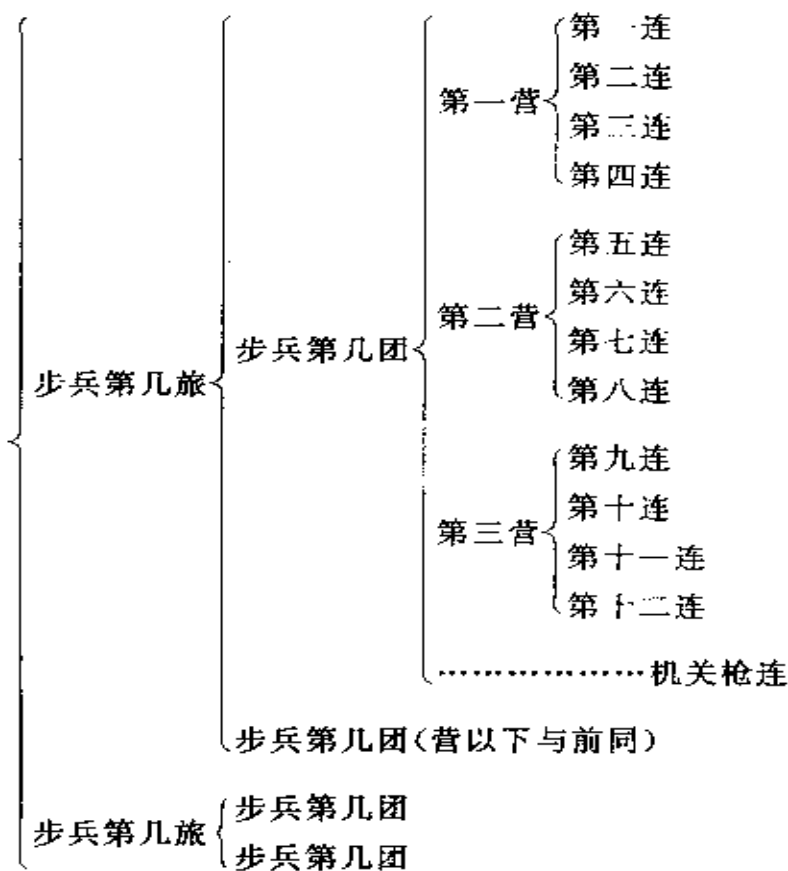 第一连
第二连
第一营
第三连
第四连
第五连
第六连
第二营
步兵第几团
第七连
步兵第几旅
第八连
第九连
第十连
第三营
第十一连
第十二连
………………机关枪连
步兵第几团(营以下与前同)
步兵第几团
步兵第几旅
步兵第几团